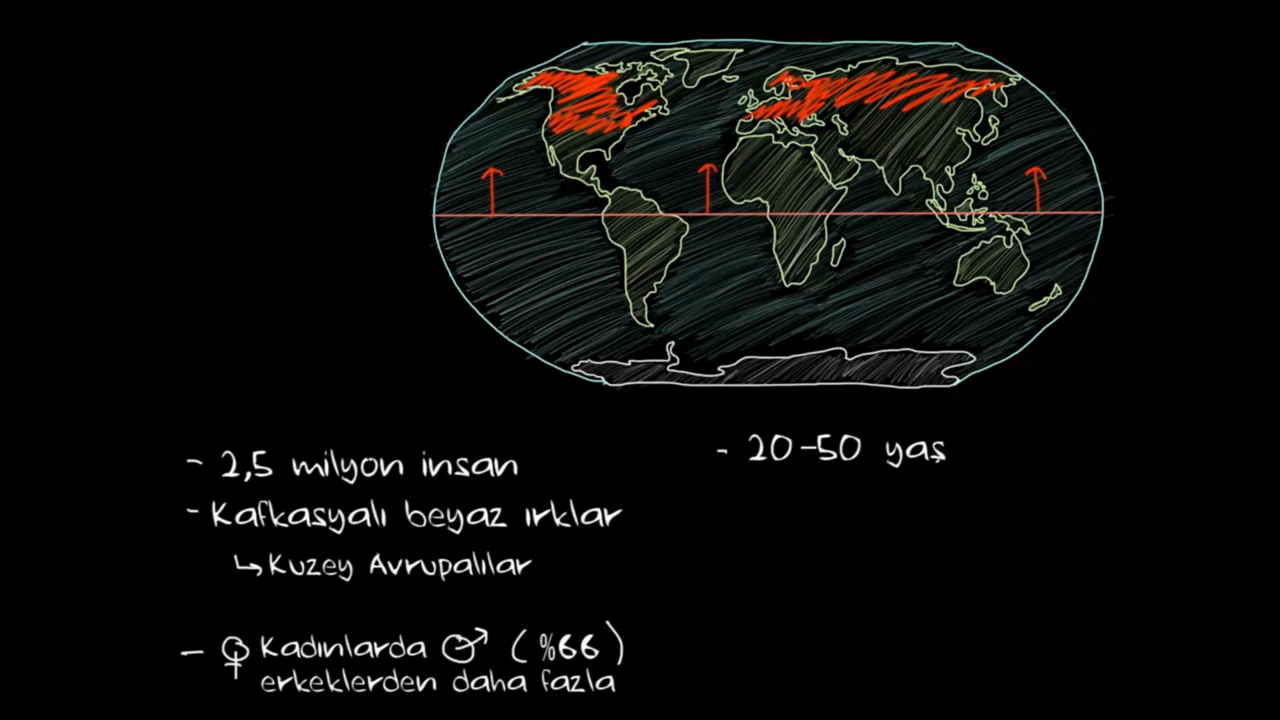 - 2,5 milyon insan
- Kafkasyalı beyaz ırklar
↳ Kuzey Avrupalılar
- ♀ Kadınlarda ♂ (%66)
erkeklerden daha fazla
- 20-50 yaş